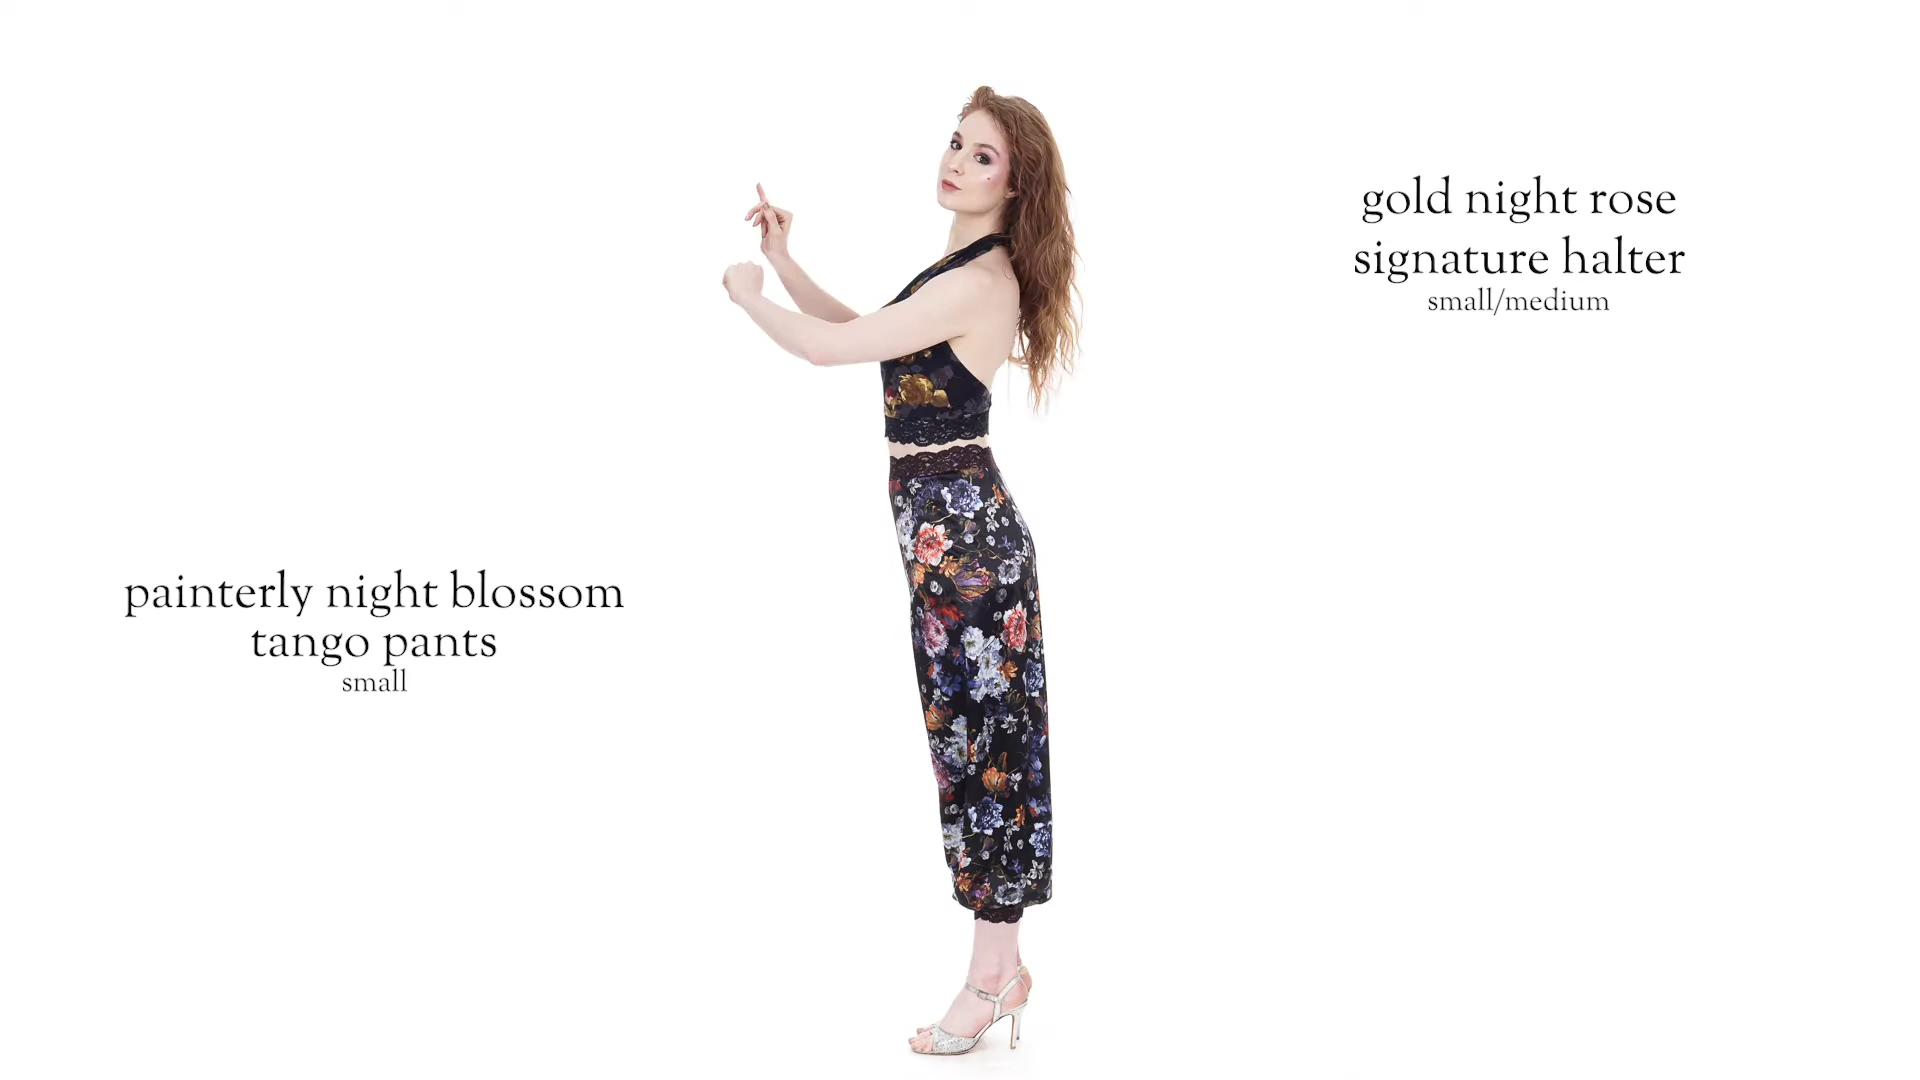 gold night rose
signature halter
small/medium
painterly night blossom
tango pants
small